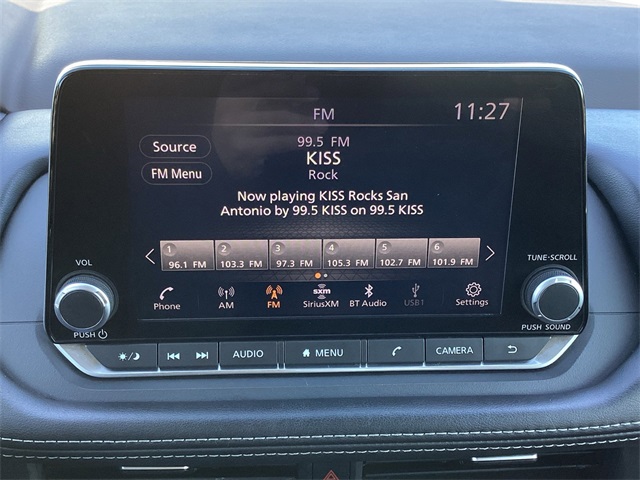 FM
11:27
Source
99.5 FM
KISS
FM Menu
Rock
Now playing KISS Rocks San
Antonio by 99.5 KISS on 99.5 KISS
1 2 3 4 5 6
96.1 FM 103.3 FM 97.3 FM 105.3 FM 102.7 FM 101.9 FM
VOL
TUNE•SCROLL
sxm
Phone AM FM SiriusXM BT Audio USB1 Settings
PUSH
PUSH SOUND
AUDIO MENU CAMERA